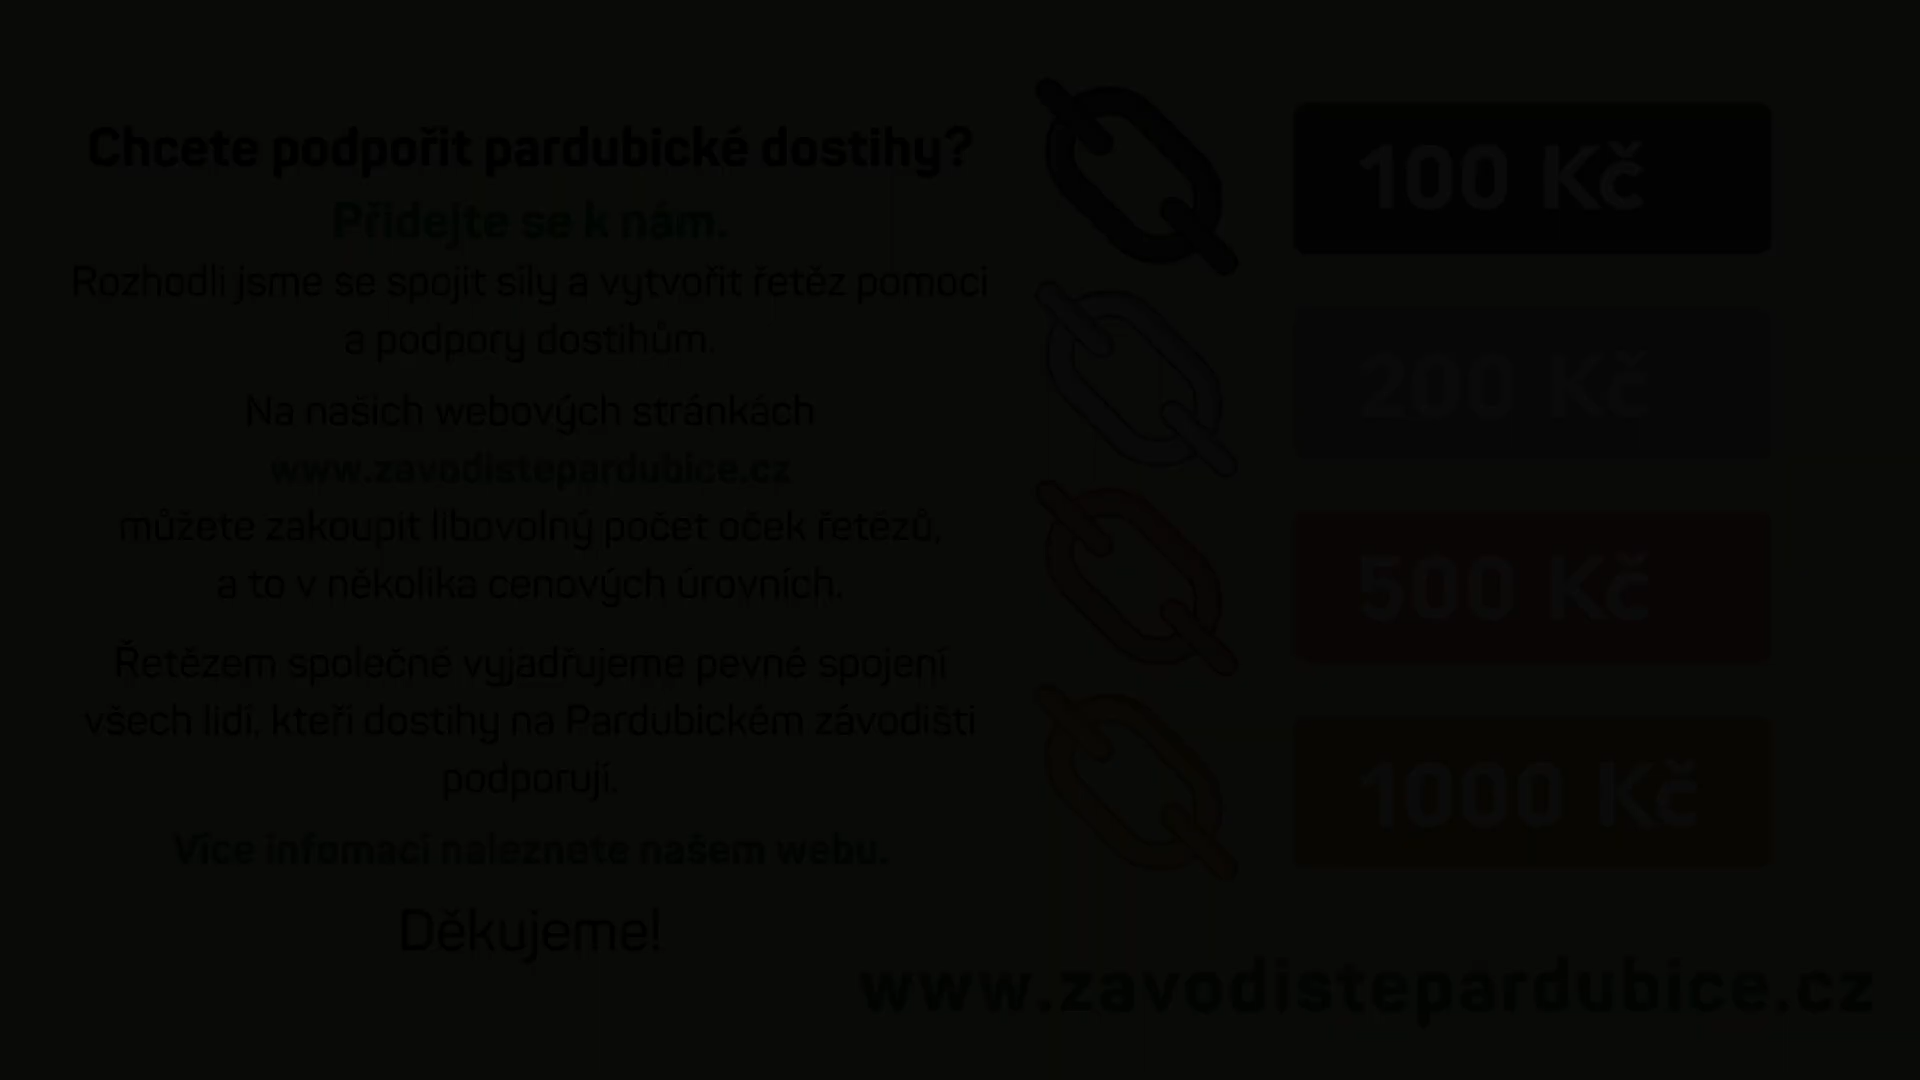 Chcete podpořit pardubické dostihy?
Přidejte se k nám.
Rozhodli jsme se spojit síly a vytvořit řetěz pomoci
a podpory dostihům.
Na našich webových stránkách
www.zavodistepardubice.cz
můžete zakoupit libovolný počet oček řetězů,
a to v několika cenových úrovních.
Řetězem společně vyjadřujeme pevné spojení
všech lidí, kteří dostihy na Pardubickém závodišti
podporují.
Více infomací naleznete našem webu.
Děkujeme!
100 Kč
200 Kč
500 Kč
1000 Kč
www.zavodistepardubice.cz